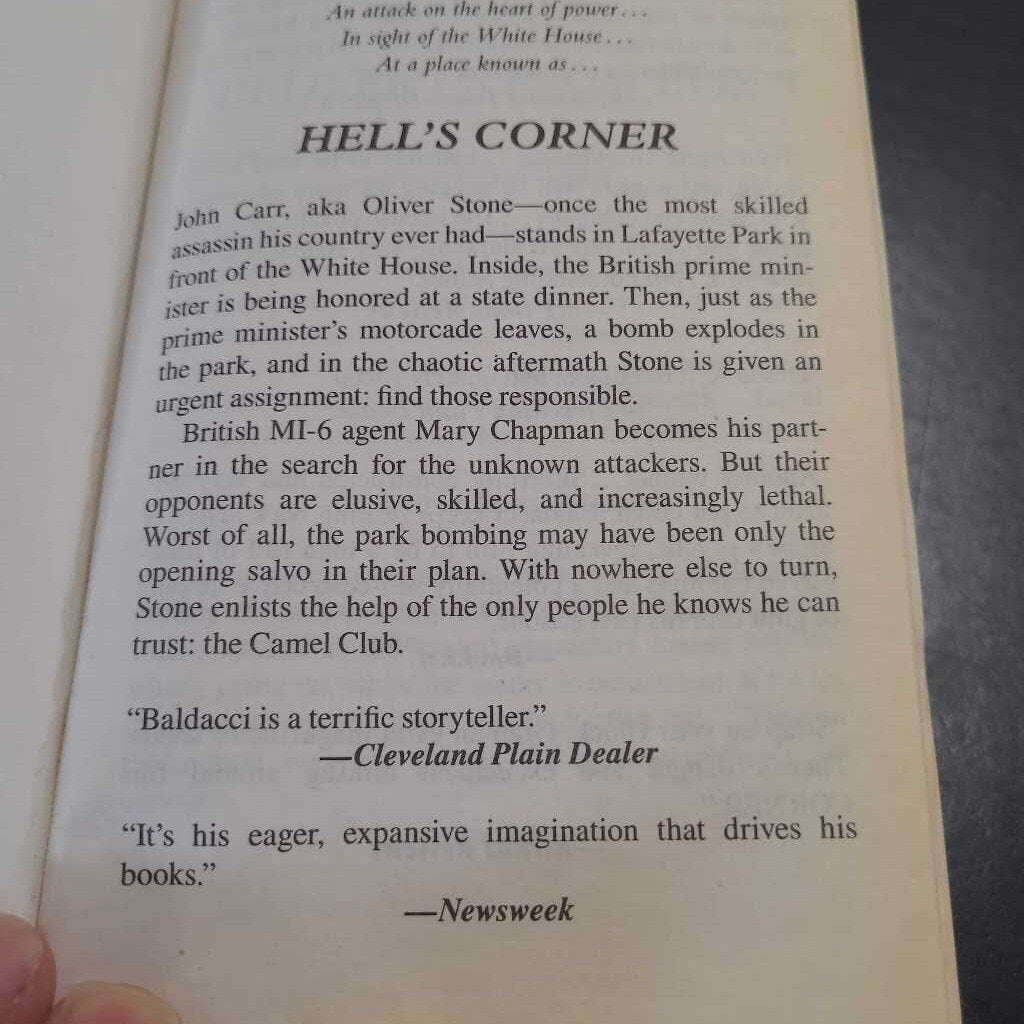 An attack on the heart of power...
In sight of the White House...
At a place known as...
HELL'S CORNER
John Carr, aka Oliver Stone—once the most skilled
assassin his country ever had—stands in Lafayette Park in
front of the White House. Inside, the British prime min-
ister is being honored at a state dinner. Then, just as the
prime minister's motorcade leaves, a bomb explodes in
the park, and in the chaotic aftermath Stone is given an
urgent assignment: find those responsible.
British MI-6 agent Mary Chapman becomes his part-
ner in the search for the unknown attackers. But their
opponents are elusive, skilled, and increasingly lethal.
Worst of all, the park bombing may have been only the
opening salvo in their plan. With nowhere else to turn,
Stone enlists the help of the only people he knows he can
trust: the Camel Club.
“Baldacci is a terrific storyteller.”
—Cleveland Plain Dealer
“It's his eager, expansive imagination that drives his
books.”
—Newsweek